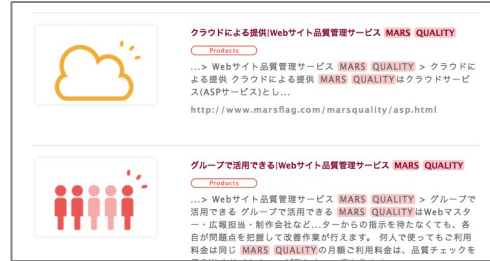 クラウドによる提供|Webサイト品質管理サービス MARS QUALITY
Products
...> Webサイト品質管理サービス MARS QUALITY > クラウドに
よる提供 クラウドによる提供 MARS QUALITYはクラウドサービ
ス(ASPサービス)とし...
http://www.marsflag.com/marsquality/asp.html
グループで活用できる|Webサイト品質管理サービス MARS QUALITY
Products
...> Webサイト品質管理サービス MARS QUALITY > グループで
活用できる グループで活用できる MARS QUALITYはWebマスタ
ー・広報担当・制作会社など...ターからの指示を待たなくても、各
自が問題点を把握して改善作業が行えます。 何人で使ってもご利用
料金は同じ MARS QUALITYの月額ご利用料金は、品質チェックを